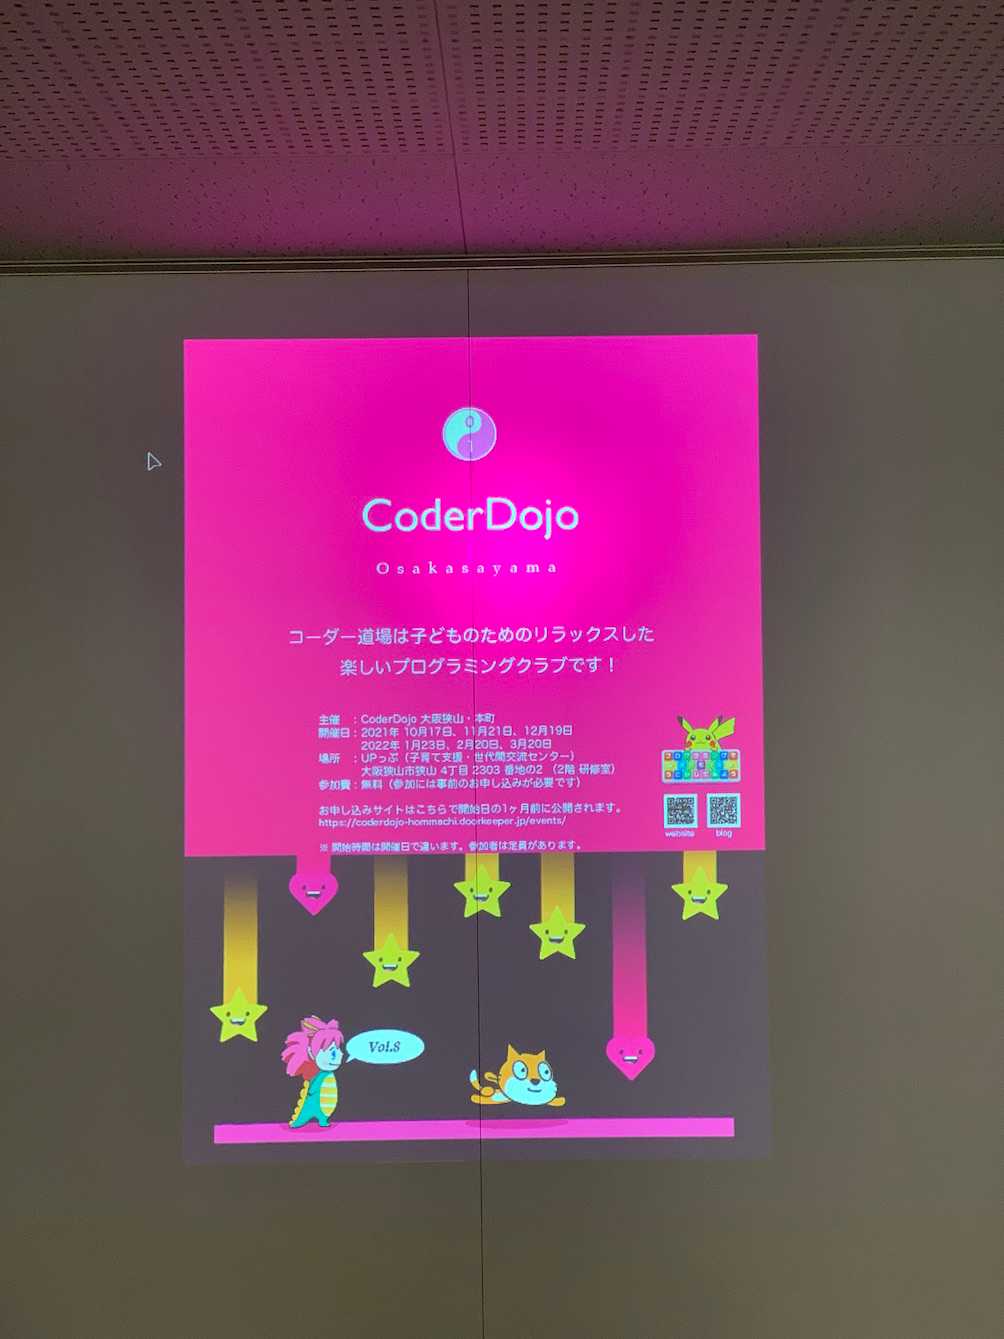 0
1
CoderDojo
Osakasayama
コーダー道場は子どものためのリラックスした
楽しいプログラミングクラブです！
主催　：CoderDojo 大阪狭山・本町
開催日：2021年 10月17日、11月21日、12月19日
2022年 1月23日、2月20日、3月20日
場所　：UPっぷ（子育て支援・世代間交流センター）
大阪狭山市狭山 4丁目 2303 番地の2 （2階 研修室）
参加費：無料（参加には事前のお申し込みが必要です）
お申し込みサイトはこちらで開始日の1ヶ月前に公開されます。
https://coderdojo-hommachi.doorkeeper.jp/events/
※ 開始時間は開催日で違います。参加者は定員があります。
website
blog
Vol.8